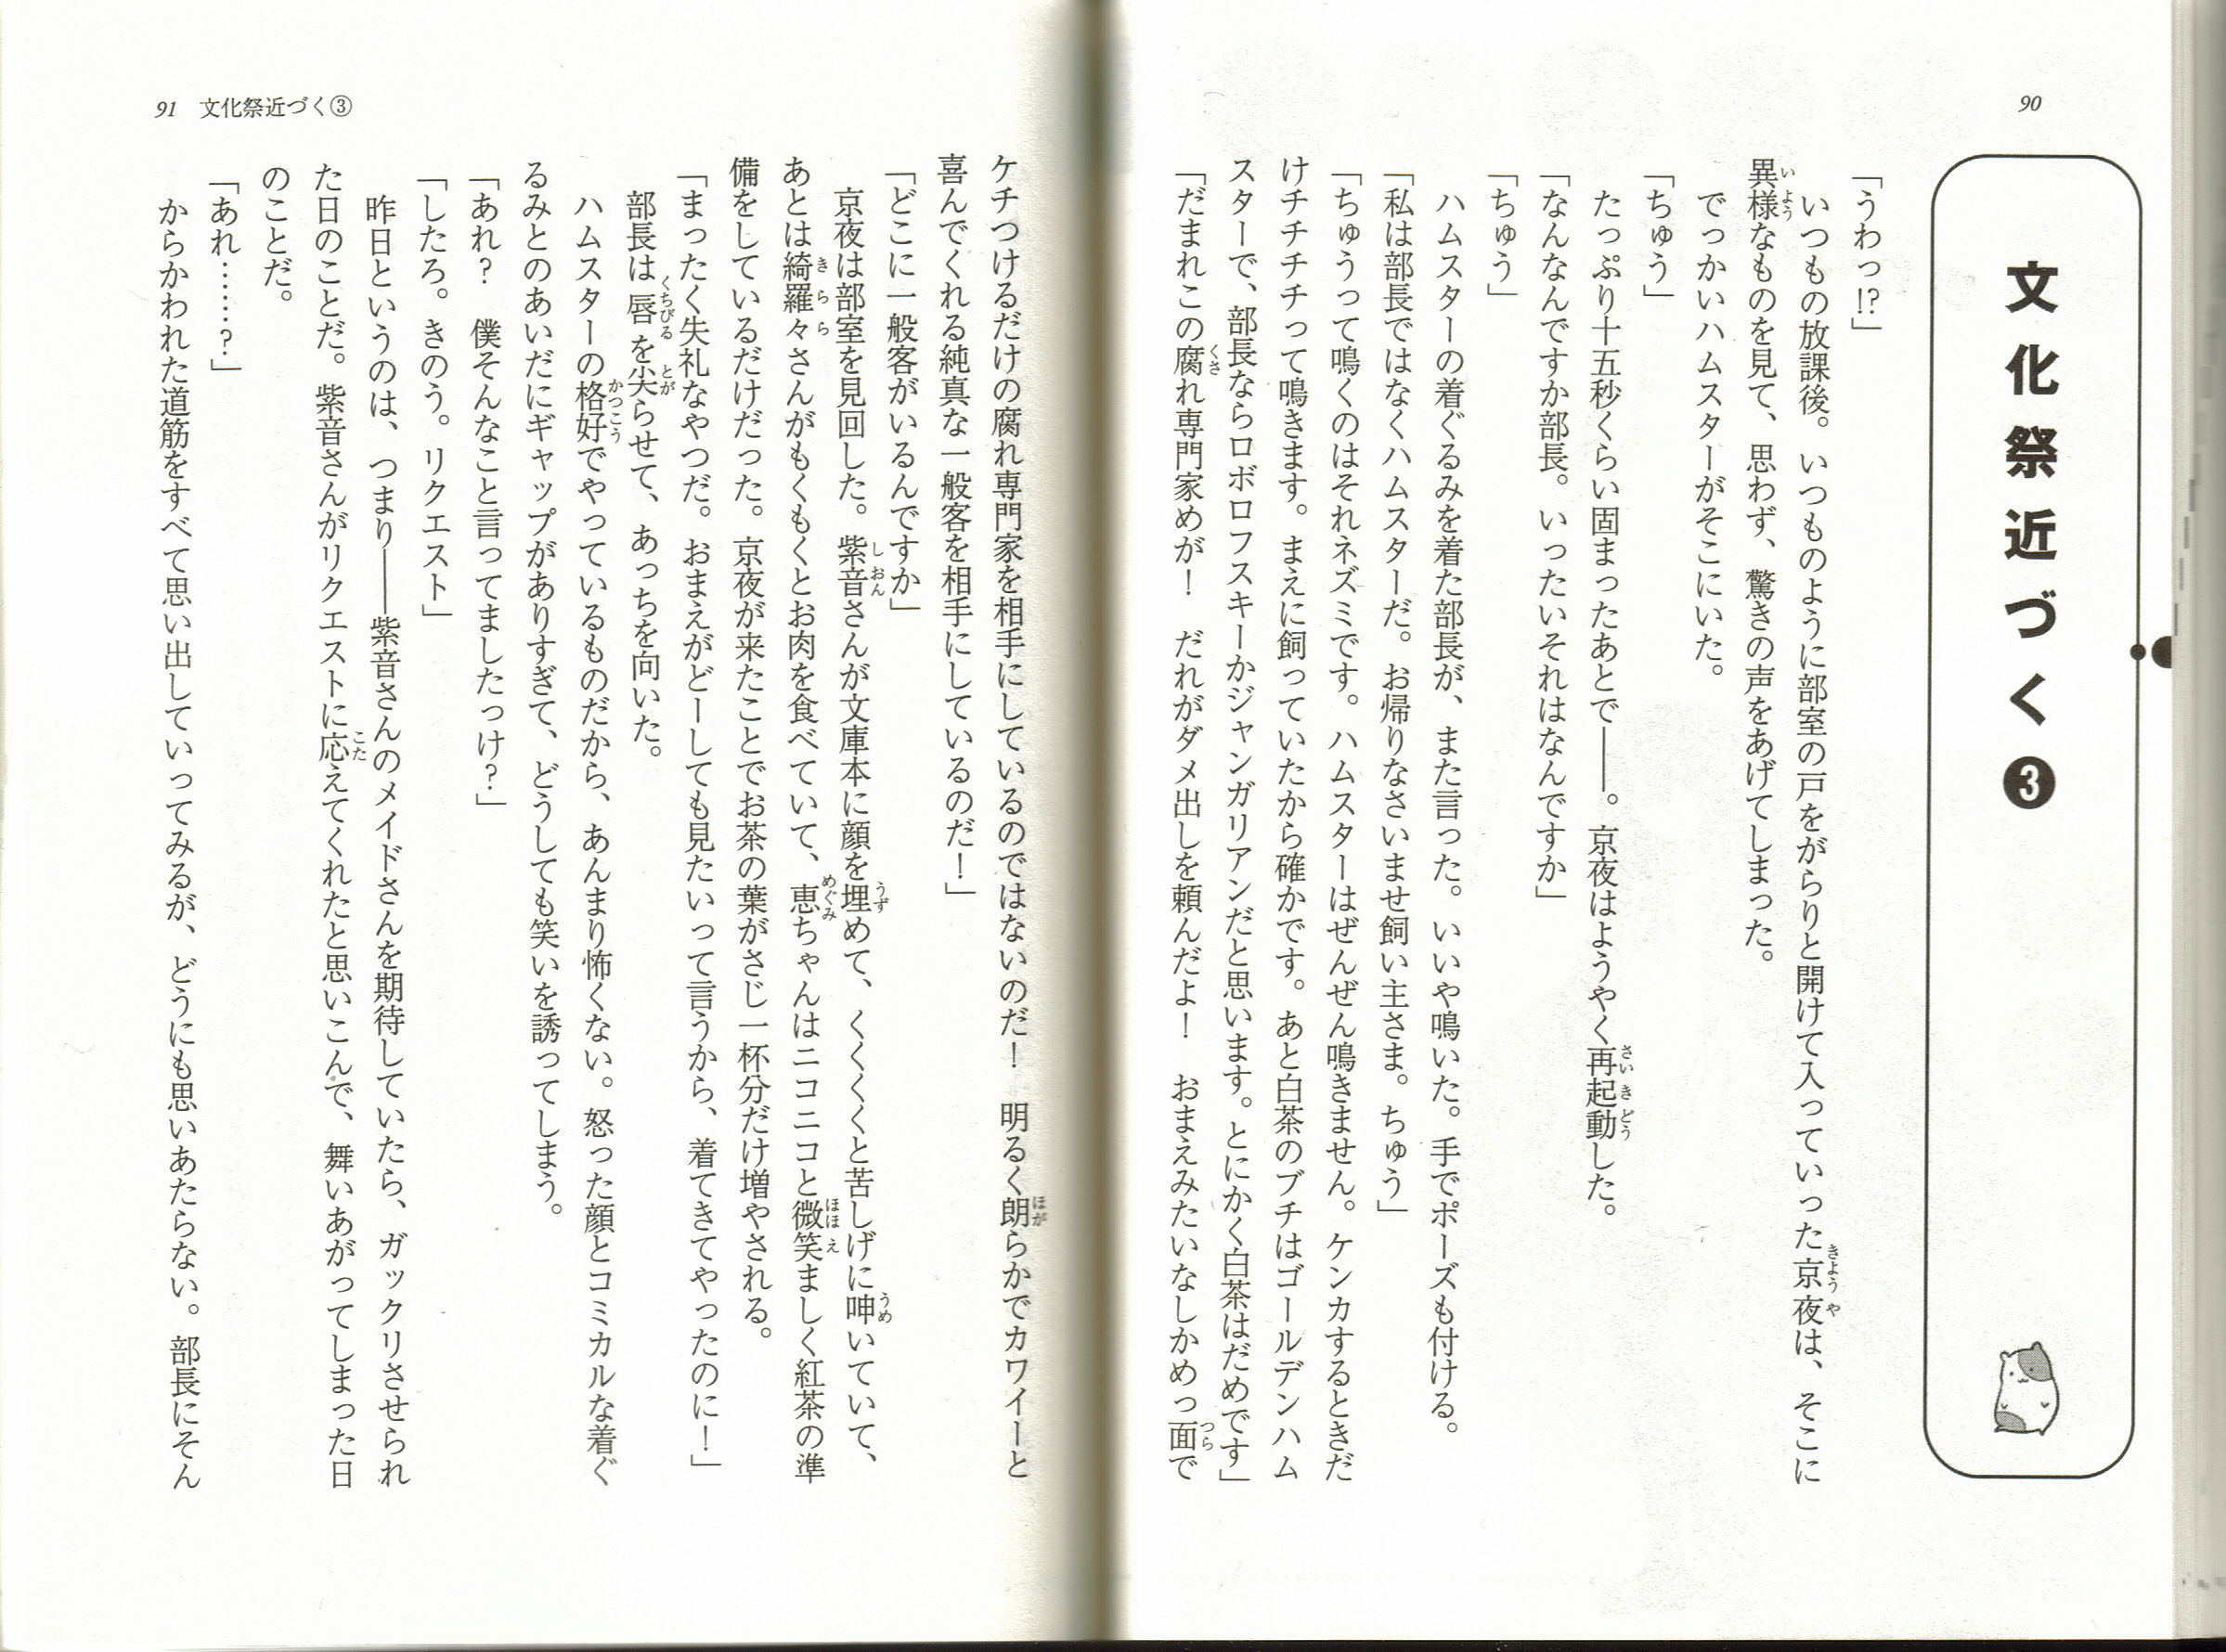 90
文化祭近づく❸
「うわっ!?」
いつもの放課後。いつものように部室の戸をがらりと開けて入っていった京夜は、そこに
異様なものを見て、思わず、驚きの声をあげてしまった。
でっかいハムスターがそこにいた。
「ちゅう」
たっぷり十五秒くらい固まったあとで——。京夜はようやく再起動した。
「なんなんですか部長。いったいそれはなんですか」
「ちゅう」
ハムスターの着ぐるみを着た部長が、また言った。いいや鳴いた。手でポーズも付ける。
「私は部長ではなくハムスターだ。お帰りなさいませ飼い主さま。ちゅう」
「ちゅうって鳴くのはそれネズミです。ハムスターはぜんぜん鳴きません。ケンカするときだ
けチチチチって鳴きます。まえに飼っていたから確かです。あと白茶のブチはゴールデンハム
スターで、部長ならロボロフスキーかジャンガリアンだと思います。とにかく白茶はだめです」
「だまれこの腐れ専門家めが！　だれがダメ出しを頼んだよ！　おまえみたいなしかめっ面で
ケチつけるだけの腐れ専門家を相手にしているのではないのだ！　明るく朗らかでカワイーと
喜んでくれる純真な一般客を相手にしているのだ！」
「どこに一般客がいるんですか」
京夜は部室を見回した。紫音さんが文庫本に顔を埋めて、くくくくと苦しげに呻いていて、
あとは綺羅々さんがもくもくとお肉を食べていて、恵ちゃんはニコニコと微笑ましく紅茶の準
備をしているだけだった。京夜が来たことでお茶の葉がさじ一杯分だけ増やされる。
「まったく失礼なやつだ。おまえがどーしても見たいって言うから、着てきてやったのに！」
部長は唇を尖らせて、あっちを向いた。
ハムスターの格好でやっているものだから、あんまり怖くない。怒った顔とコミカルな着ぐ
るみとのあいだにギャップがありすぎて、どうしても笑いを誘ってしまう。
「あれ？　僕そんなこと言ってましたっけ？」
「したろ。きのう。リクエスト」
昨日というのは、つまり——紫音さんのメイドさんを期待していたら、ガックリさせられ
た日のことだ。紫音さんがリクエストに応えてくれたと思いこんで、舞いあがってしまった日
のことだ。
「あれ……？」
からかわれた道筋をすべて思い出していってみるが、どうにも思いあたらない。部長にそん
91 文化祭近づく③